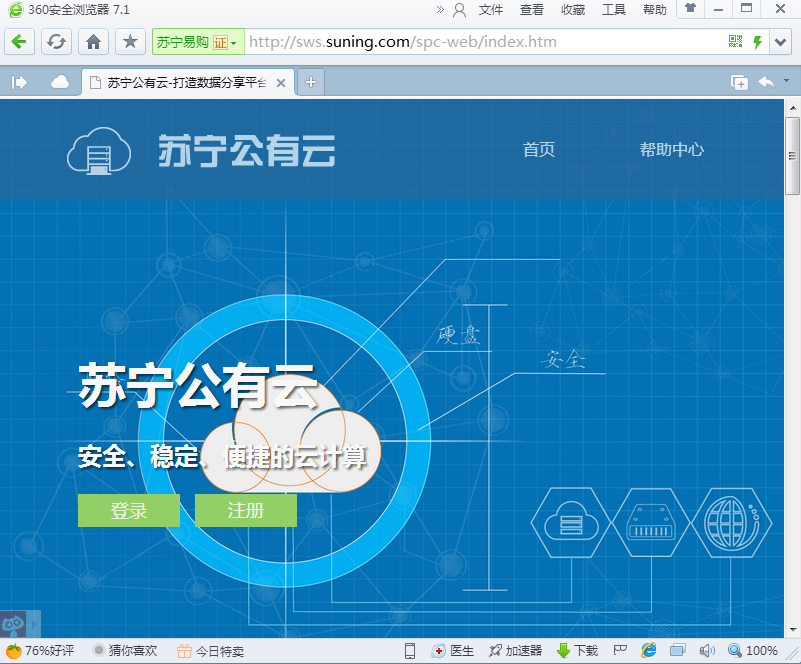 360安全浏览器 7.1
» 文件 查看 收藏 工具 帮助
苏宁易购 证 http://sws.suning.com/spc-web/index.htm
苏宁公有云-打造数据分享平台
苏宁公有云 首页 帮助中心
硬盘
安全
苏宁公有云
安全、稳定、便捷的云计算
登录 注册
76%好评 猜你喜欢 今日特卖 医生 加速器 下载 100%